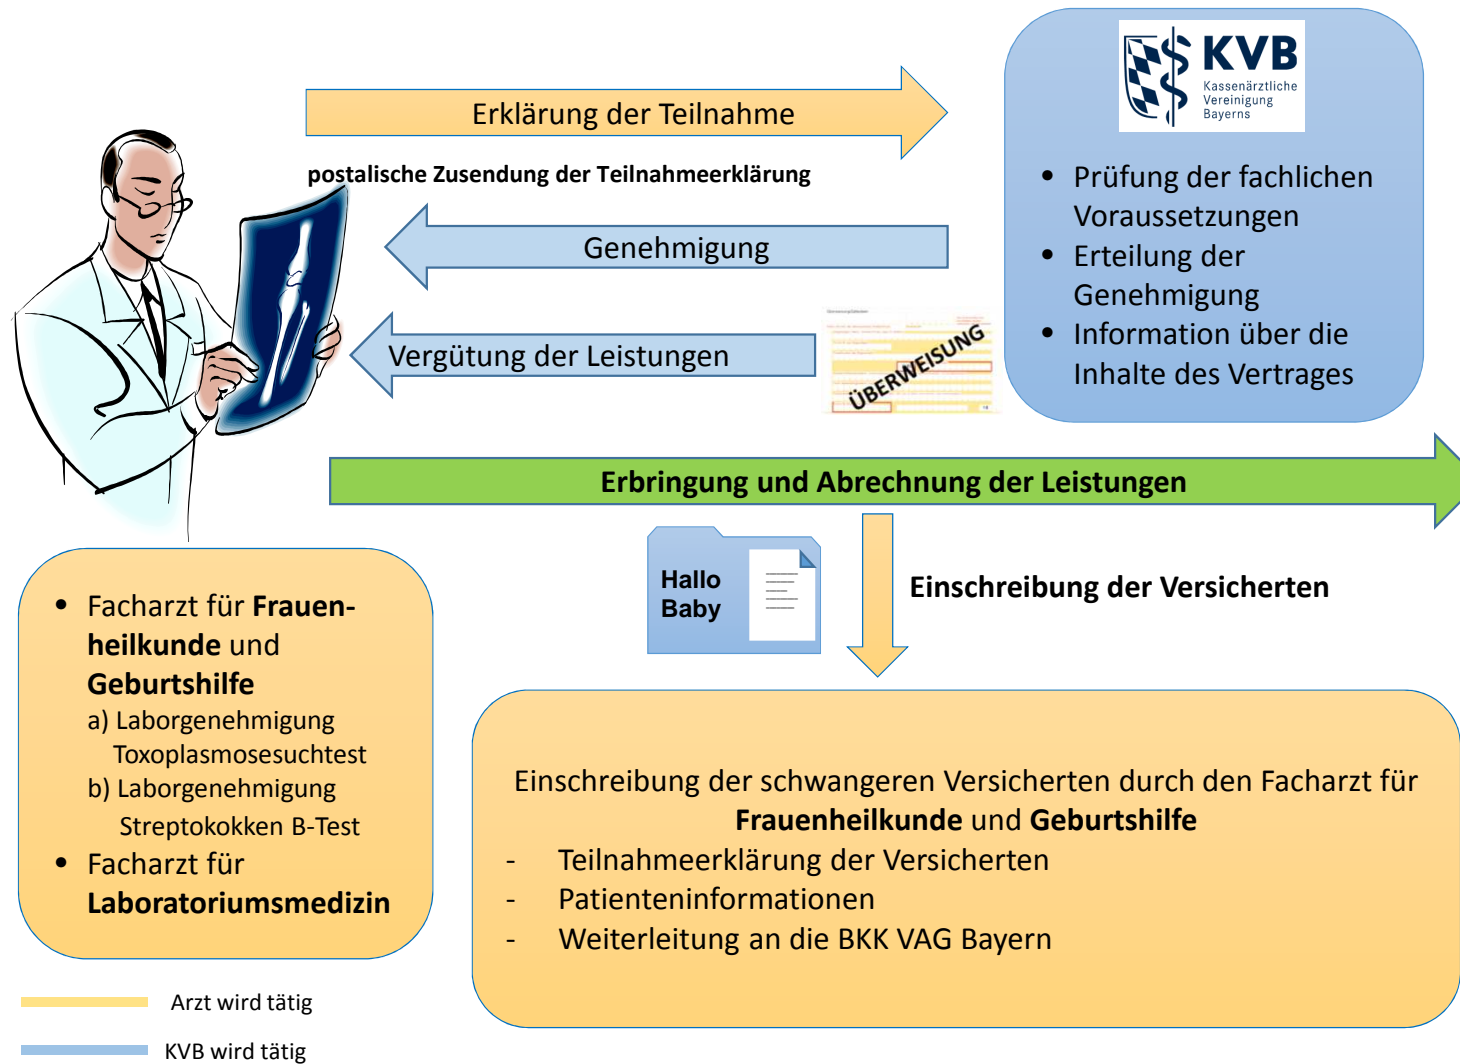 KVB
Kassenärztliche
Vereinigung
Bayerns
Erklärung der Teilnahme
postalische Zusendung der Teilnahmeerklärung
Genehmigung
Vergütung der Leistungen
ÜBERWEISUNG
• Prüfung der fachlichen
Voraussetzungen
• Erteilung der
Genehmigung
• Information über die
Inhalte des Vertrages
Erbringung und Abrechnung der Leistungen
Hallo
Baby
Einschreibung der Versicherten
• Facharzt für Frauen-
heilkunde und
Geburtshilfe
a) Laborgenehmigung
Toxoplasmosesuchtest
b) Laborgenehmigung
Streptokokken B-Test
• Facharzt für
Laboratoriumsmedizin
Einschreibung der schwangeren Versicherten durch den Facharzt für
Frauenheilkunde und Geburtshilfe
- Teilnahmeerklärung der Versicherten
- Patienteninformationen
- Weiterleitung an die BKK VAG Bayern
Arzt wird tätig
KVB wird tätig